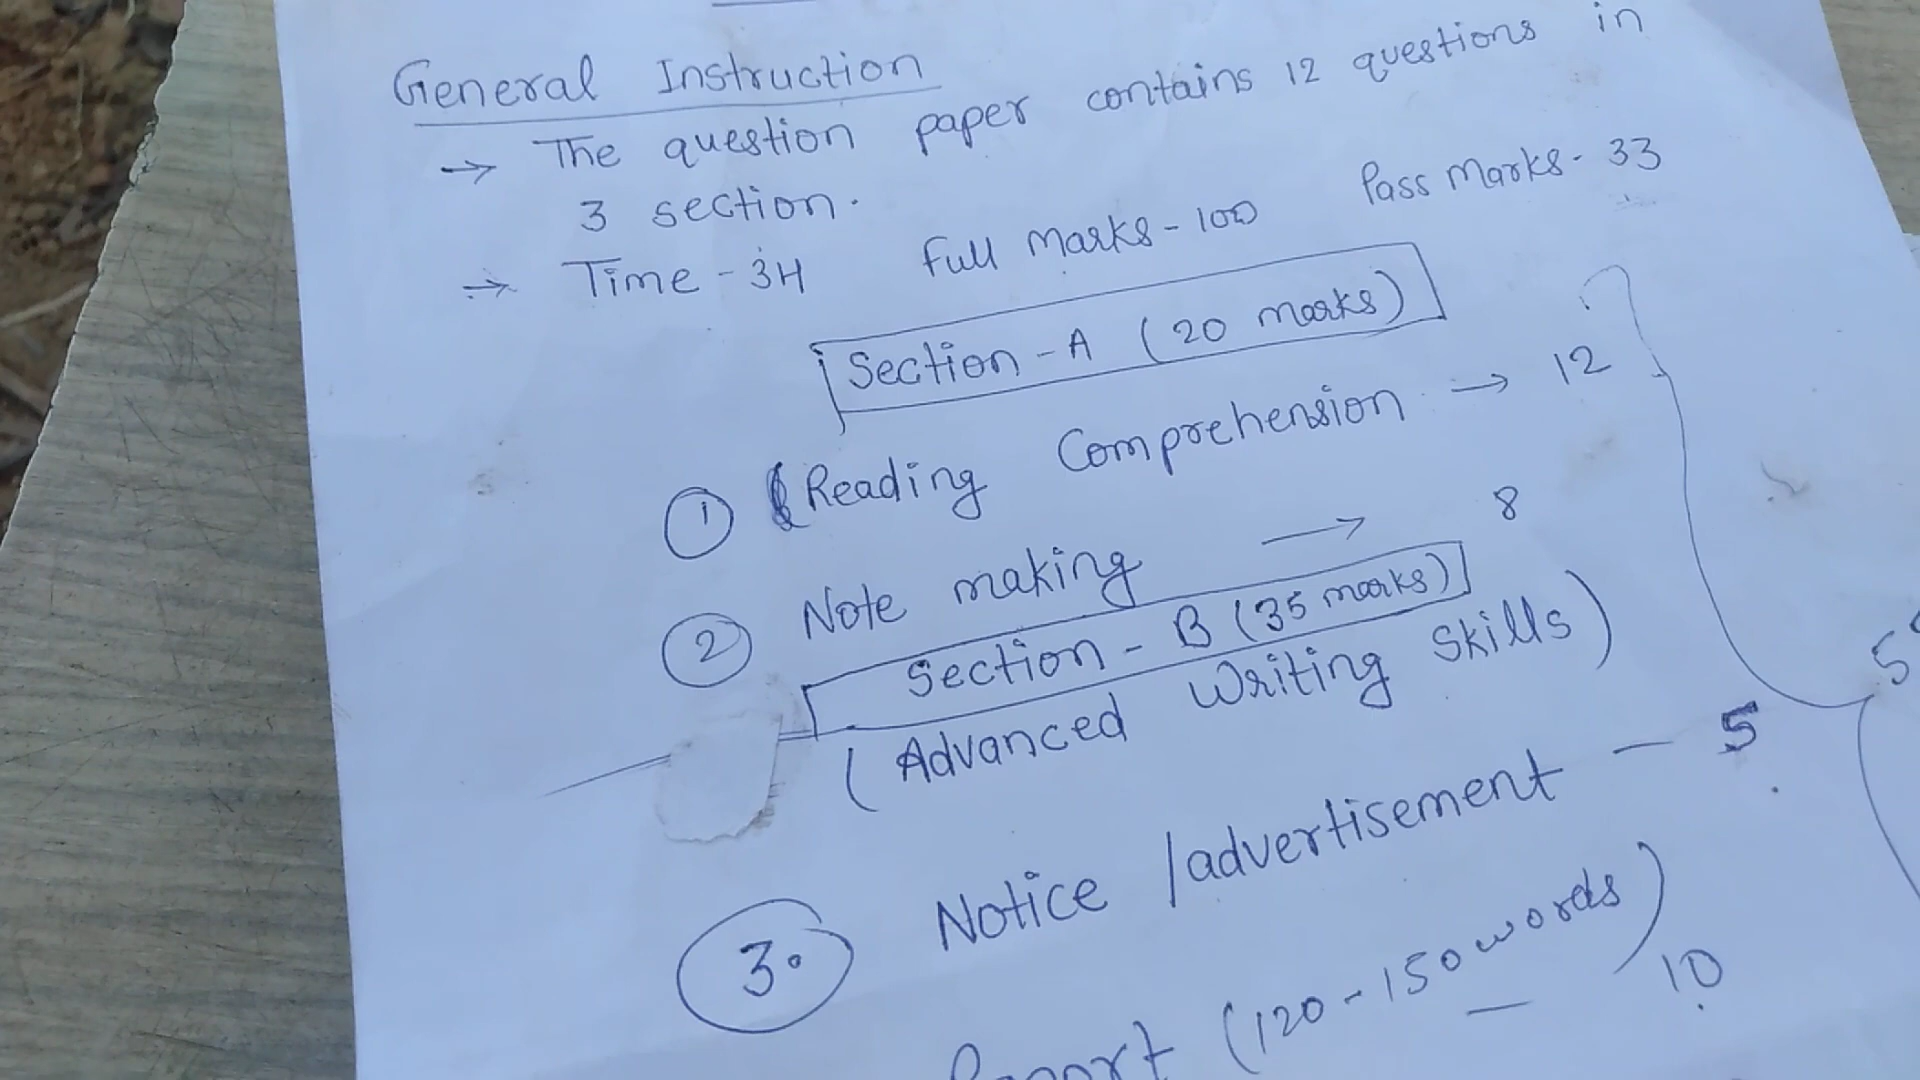 General Instruction
→ The question paper contains 12 questions in
3 section.
→ Time - 3H Full Marks - 100 Pass Marks - 33
Section - A (20 marks)
① Reading Comprehension → 12
② Note making → 8
Section - B (35 marks)
(Advanced Writing Skills)
3. Notice /advertisement — 5
Report (120 - 150 words) — 10